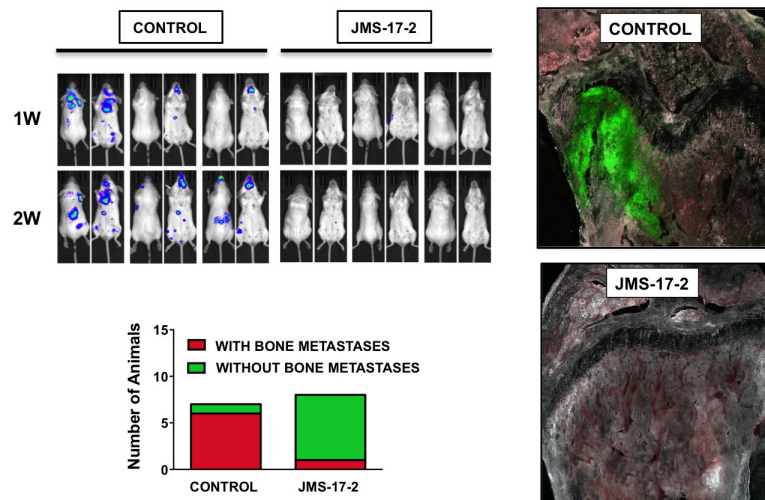 CONTROL
JMS-17-2
1W
2W
CONTROL
JMS-17-2
Number of Animals
15
10
5
0
WITH BONE METASTASES
WITHOUT BONE METASTASES
CONTROL
JMS-17-2